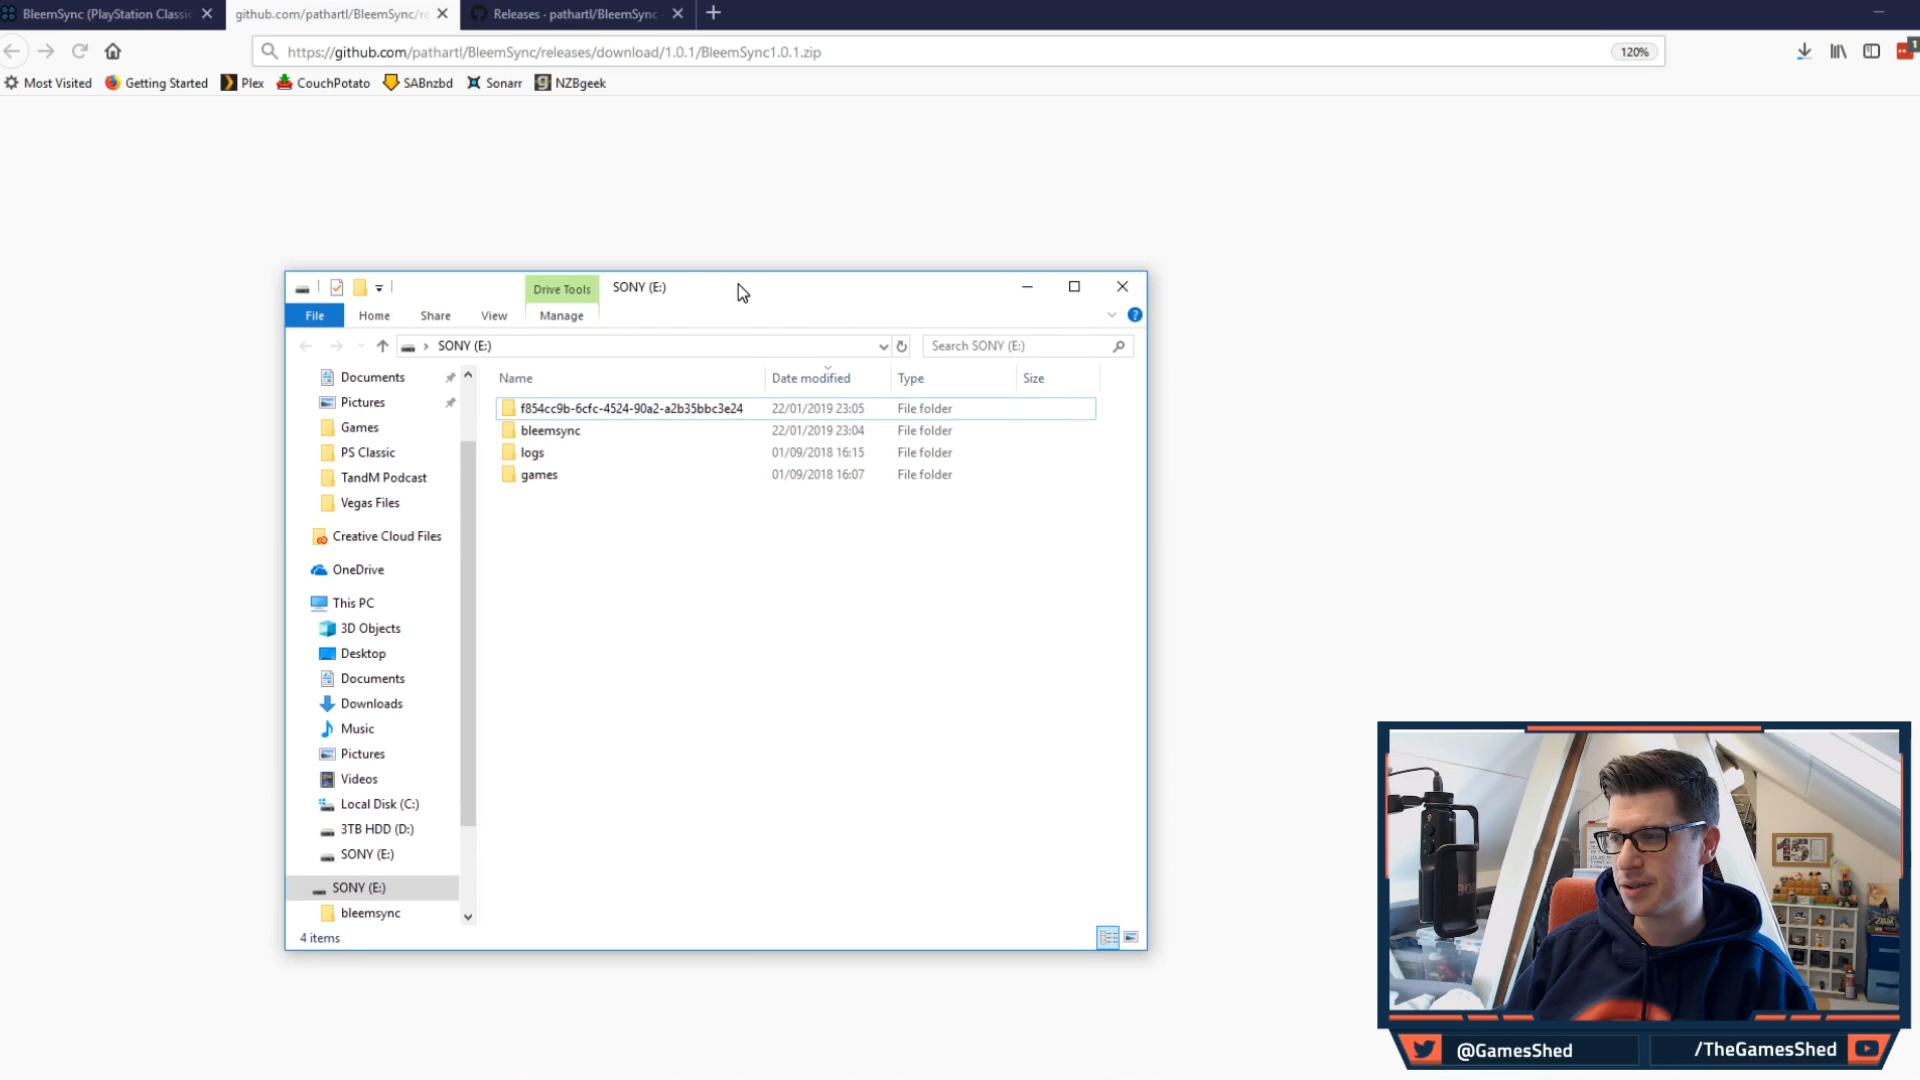 BleemSync (PlayStation Classic
github.com/pathartl/BleemSync/re
Releases · pathartl/BleemSync
https://github.com/pathartl/BleemSync/releases/download/1.0.1/BleemSync1.0.1.zip
120%
1
Most Visited
Getting Started
Plex
CouchPotato
SABnzbd
Sonarr
NZBgeek
Drive Tools
SONY (E:)
File
Home
Share
View
Manage
SONY (E:)
Search SONY (E:)
Name
Date modified
Type
Size
f854cc9b-6cfc-4524-90a2-a2b35bbc3e24 22/01/2019 23:05 File folder
bleemsync 22/01/2019 23:04 File folder
logs 01/09/2018 16:15 File folder
games 01/09/2018 16:07 File folder
Documents
Pictures
Games
PS Classic
TandM Podcast
Vegas Files
Creative Cloud Files
OneDrive
This PC
3D Objects
Desktop
Documents
Downloads
Music
Pictures
Videos
Local Disk (C:)
3TB HDD (D:)
SONY (E:)
SONY (E:)
bleemsync
4 items
@GamesShed
/TheGamesShed